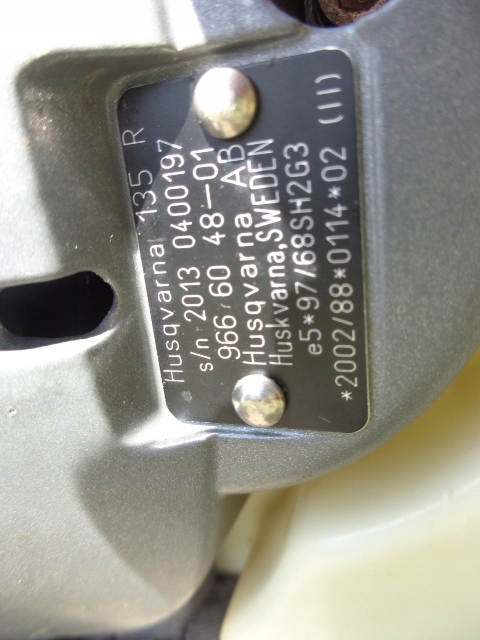 Husqvarna 135 R
s/n 2013 0400197
966 60 48-01
Husqvarna AB
Huskvarna, SWEDEN
e5*97/68SH2G3
*2002/88*0114*02 (II)